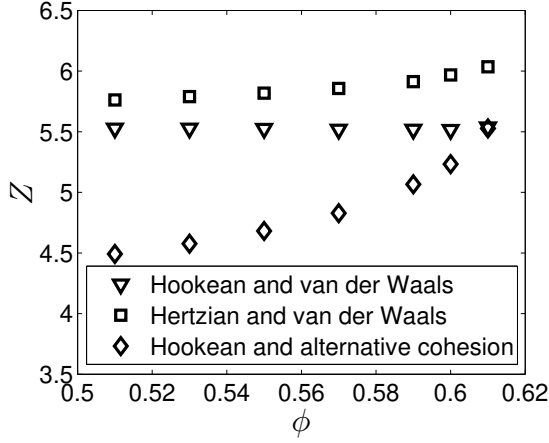 6.5
6
5.5
5
4.5
4
3.5
Z
Hookean and van der Waals
Hertzian and van der Waals
Hookean and alternative cohesion
0.5 0.52 0.54 0.56 0.58 0.6 0.62
ϕ